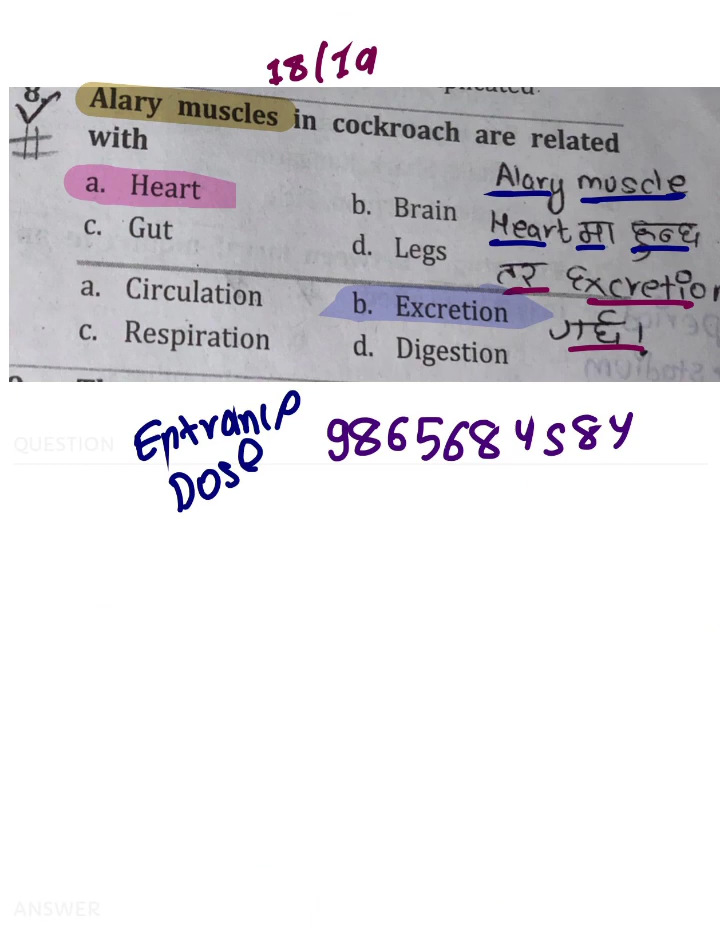 18/19
8. Alary muscles in cockroach are related
with
a. Heart
b. Brain
c. Gut
d. Legs
Alary muscle
Heart मा हुन्छ
तर Excretion
गर्छ।
a. Circulation
b. Excretion
c. Respiration
d. Digestion
QUESTION
Entrance
Dose
9865684584
ANSWER